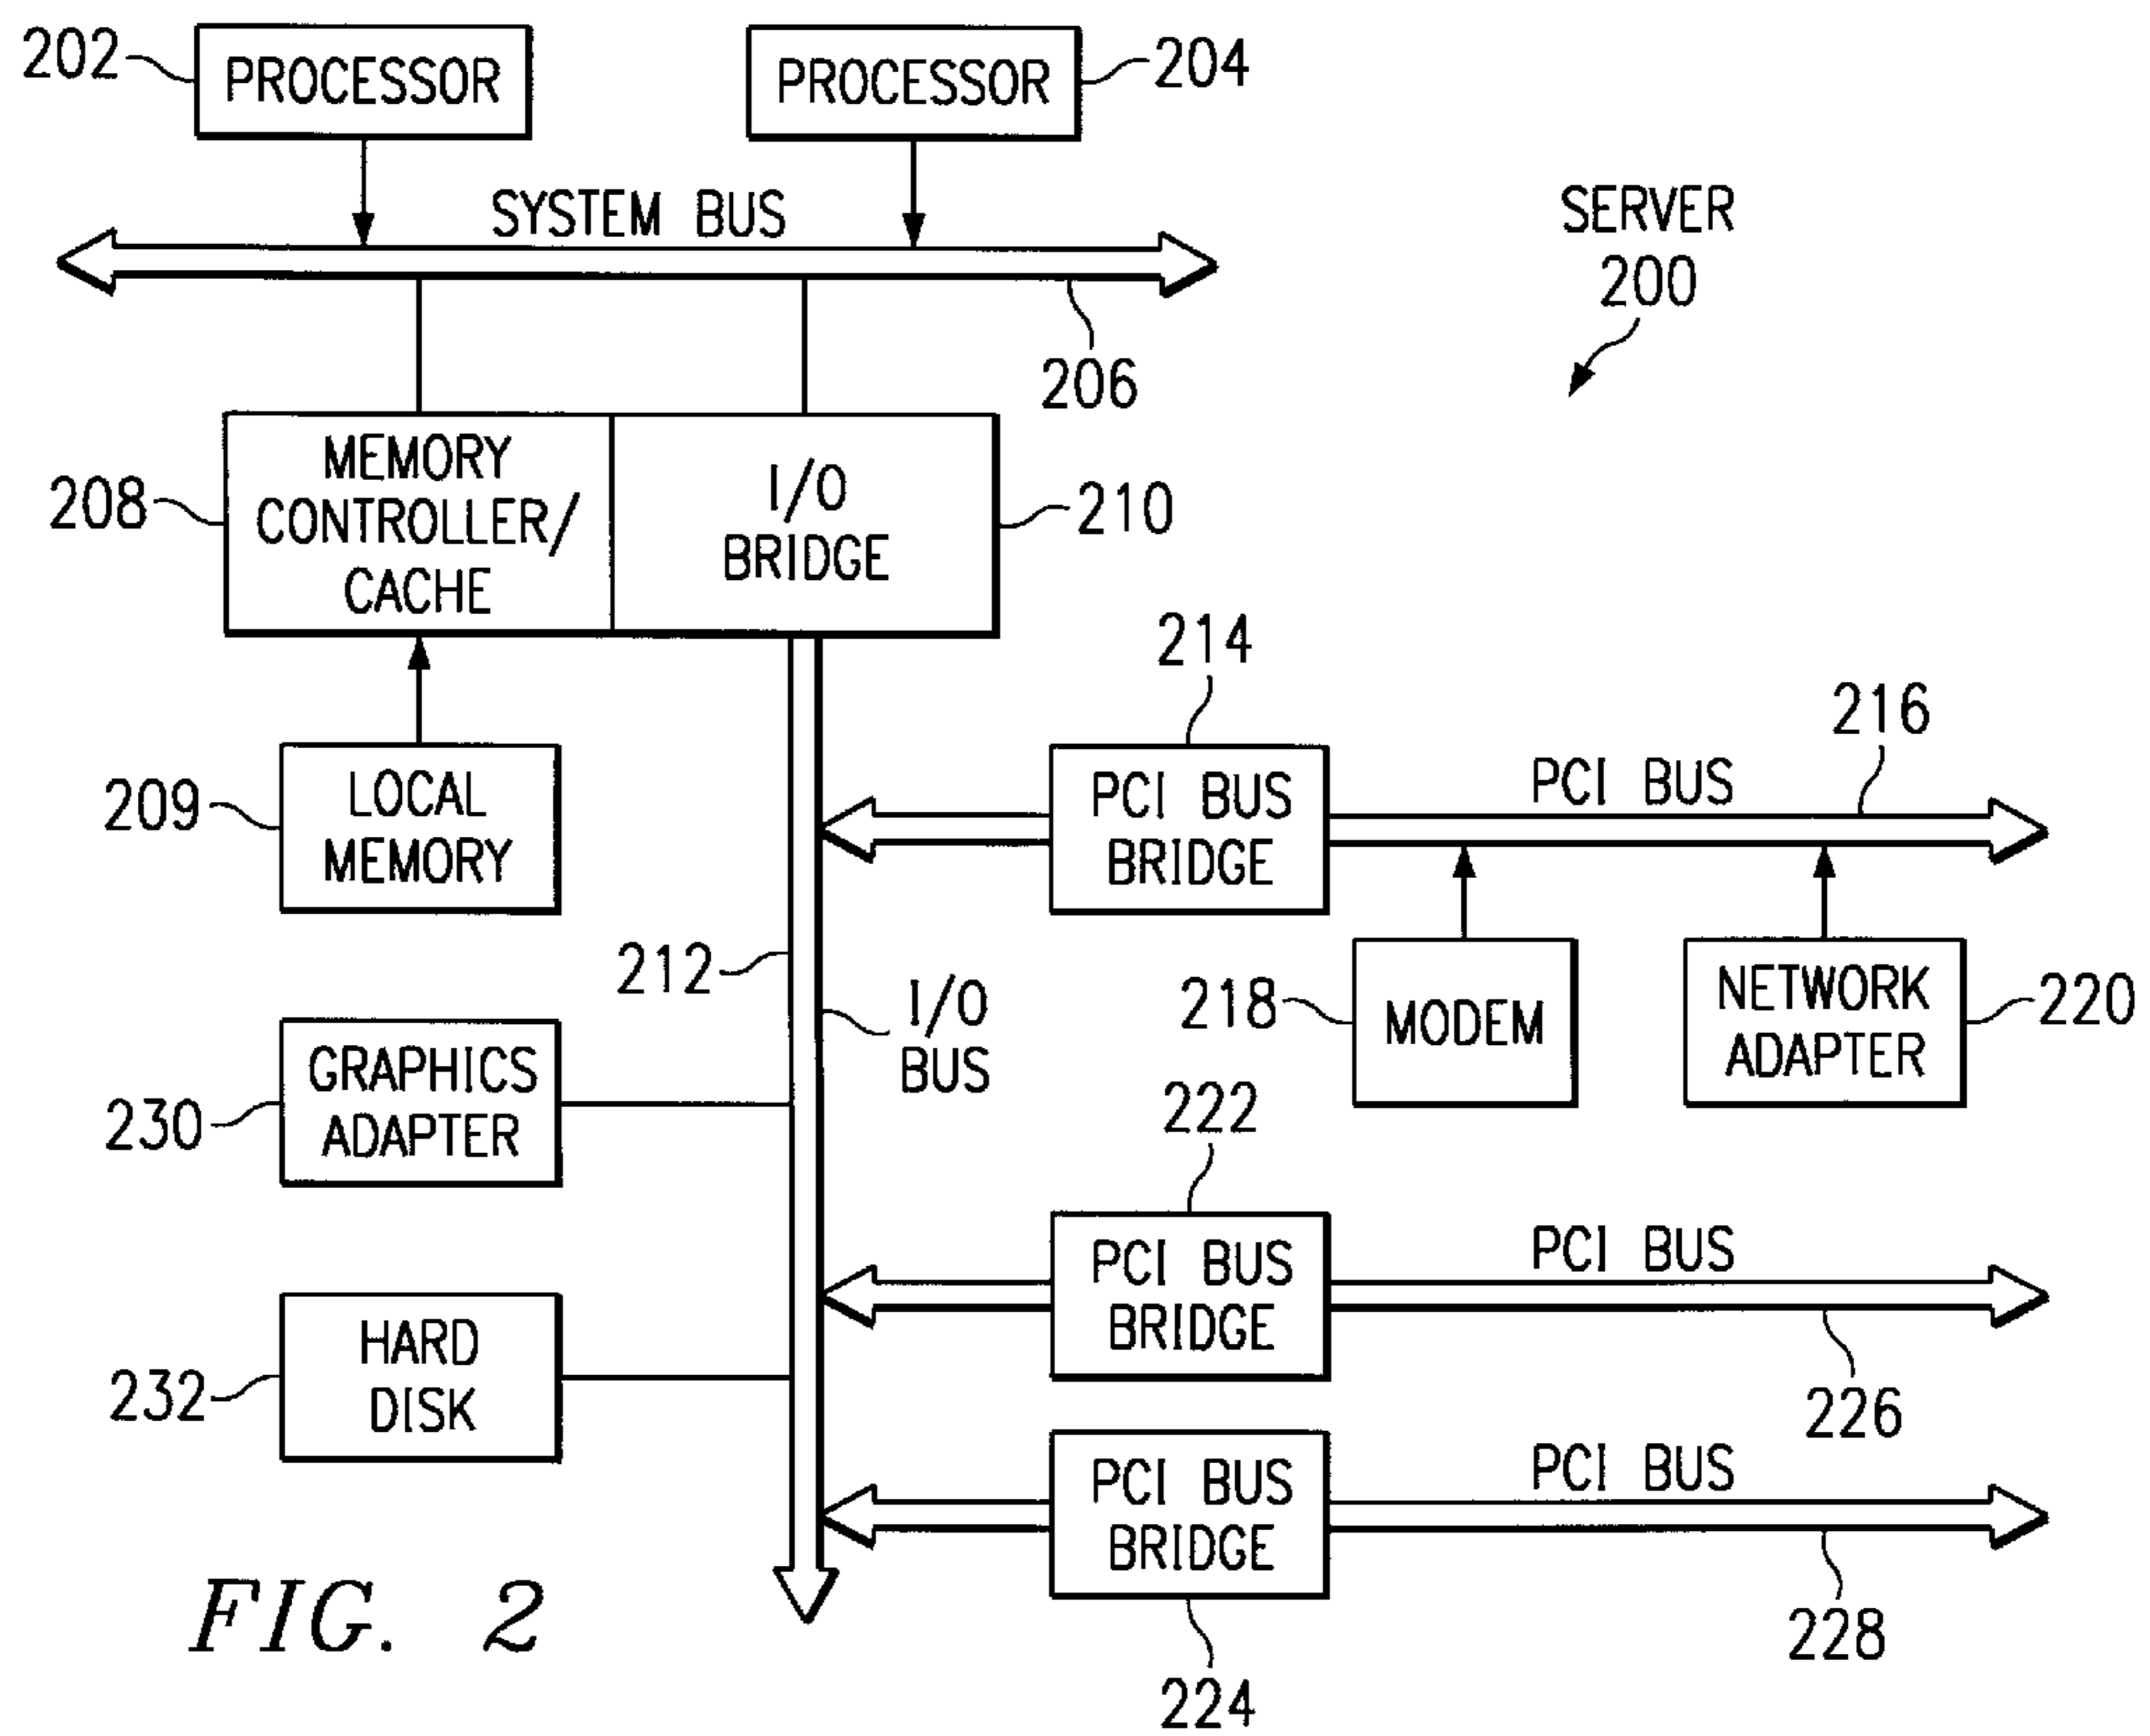 202
PROCESSOR
PROCESSOR
204
SYSTEM BUS
SERVER
200
206
208
MEMORY
CONTROLLER/
CACHE
I/O
BRIDGE
210
214
216
209
LOCAL
MEMORY
PCI BUS
BRIDGE
PCI BUS
212
I/O
BUS
218
MODEM
NETWORK
ADAPTER
220
230
GRAPHICS
ADAPTER
222
PCI BUS
BRIDGE
PCI BUS
226
232
HARD
DISK
PCI BUS
BRIDGE
PCI BUS
228
224
FIG. 2